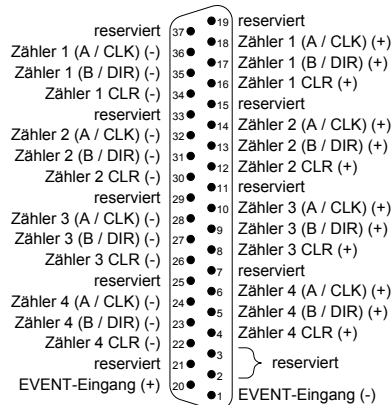 19 reserviert
reserviert 37
18 Zähler 1 (A / CLK) (+)
Zähler 1 (A / CLK) (-) 36
17 Zähler 1 (B / DIR) (+)
Zähler 1 (B / DIR) (-) 35
16 Zähler 1 CLR (+)
Zähler 1 CLR (-) 34
15 reserviert
reserviert 33
14 Zähler 2 (A / CLK) (+)
Zähler 2 (A / CLK) (-) 32
13 Zähler 2 (B / DIR) (+)
Zähler 2 (B / DIR) (-) 31
12 Zähler 2 CLR (+)
Zähler 2 CLR (-) 30
11 reserviert
reserviert 29
10 Zähler 3 (A / CLK) (+)
Zähler 3 (A / CLK) (-) 28
9 Zähler 3 (B / DIR) (+)
Zähler 3 (B / DIR) (-) 27
8 Zähler 3 CLR (+)
Zähler 3 CLR (-) 26
7 reserviert
reserviert 25
6 Zähler 4 (A / CLK) (+)
Zähler 4 (A / CLK) (-) 24
5 Zähler 4 (B / DIR) (+)
Zähler 4 (B / DIR) (-) 23
4 Zähler 4 CLR (+)
Zähler 4 CLR (-) 22
3
reserviert 21
reserviert
2
EVENT-Eingang (+) 20
1 EVENT-Eingang (-)